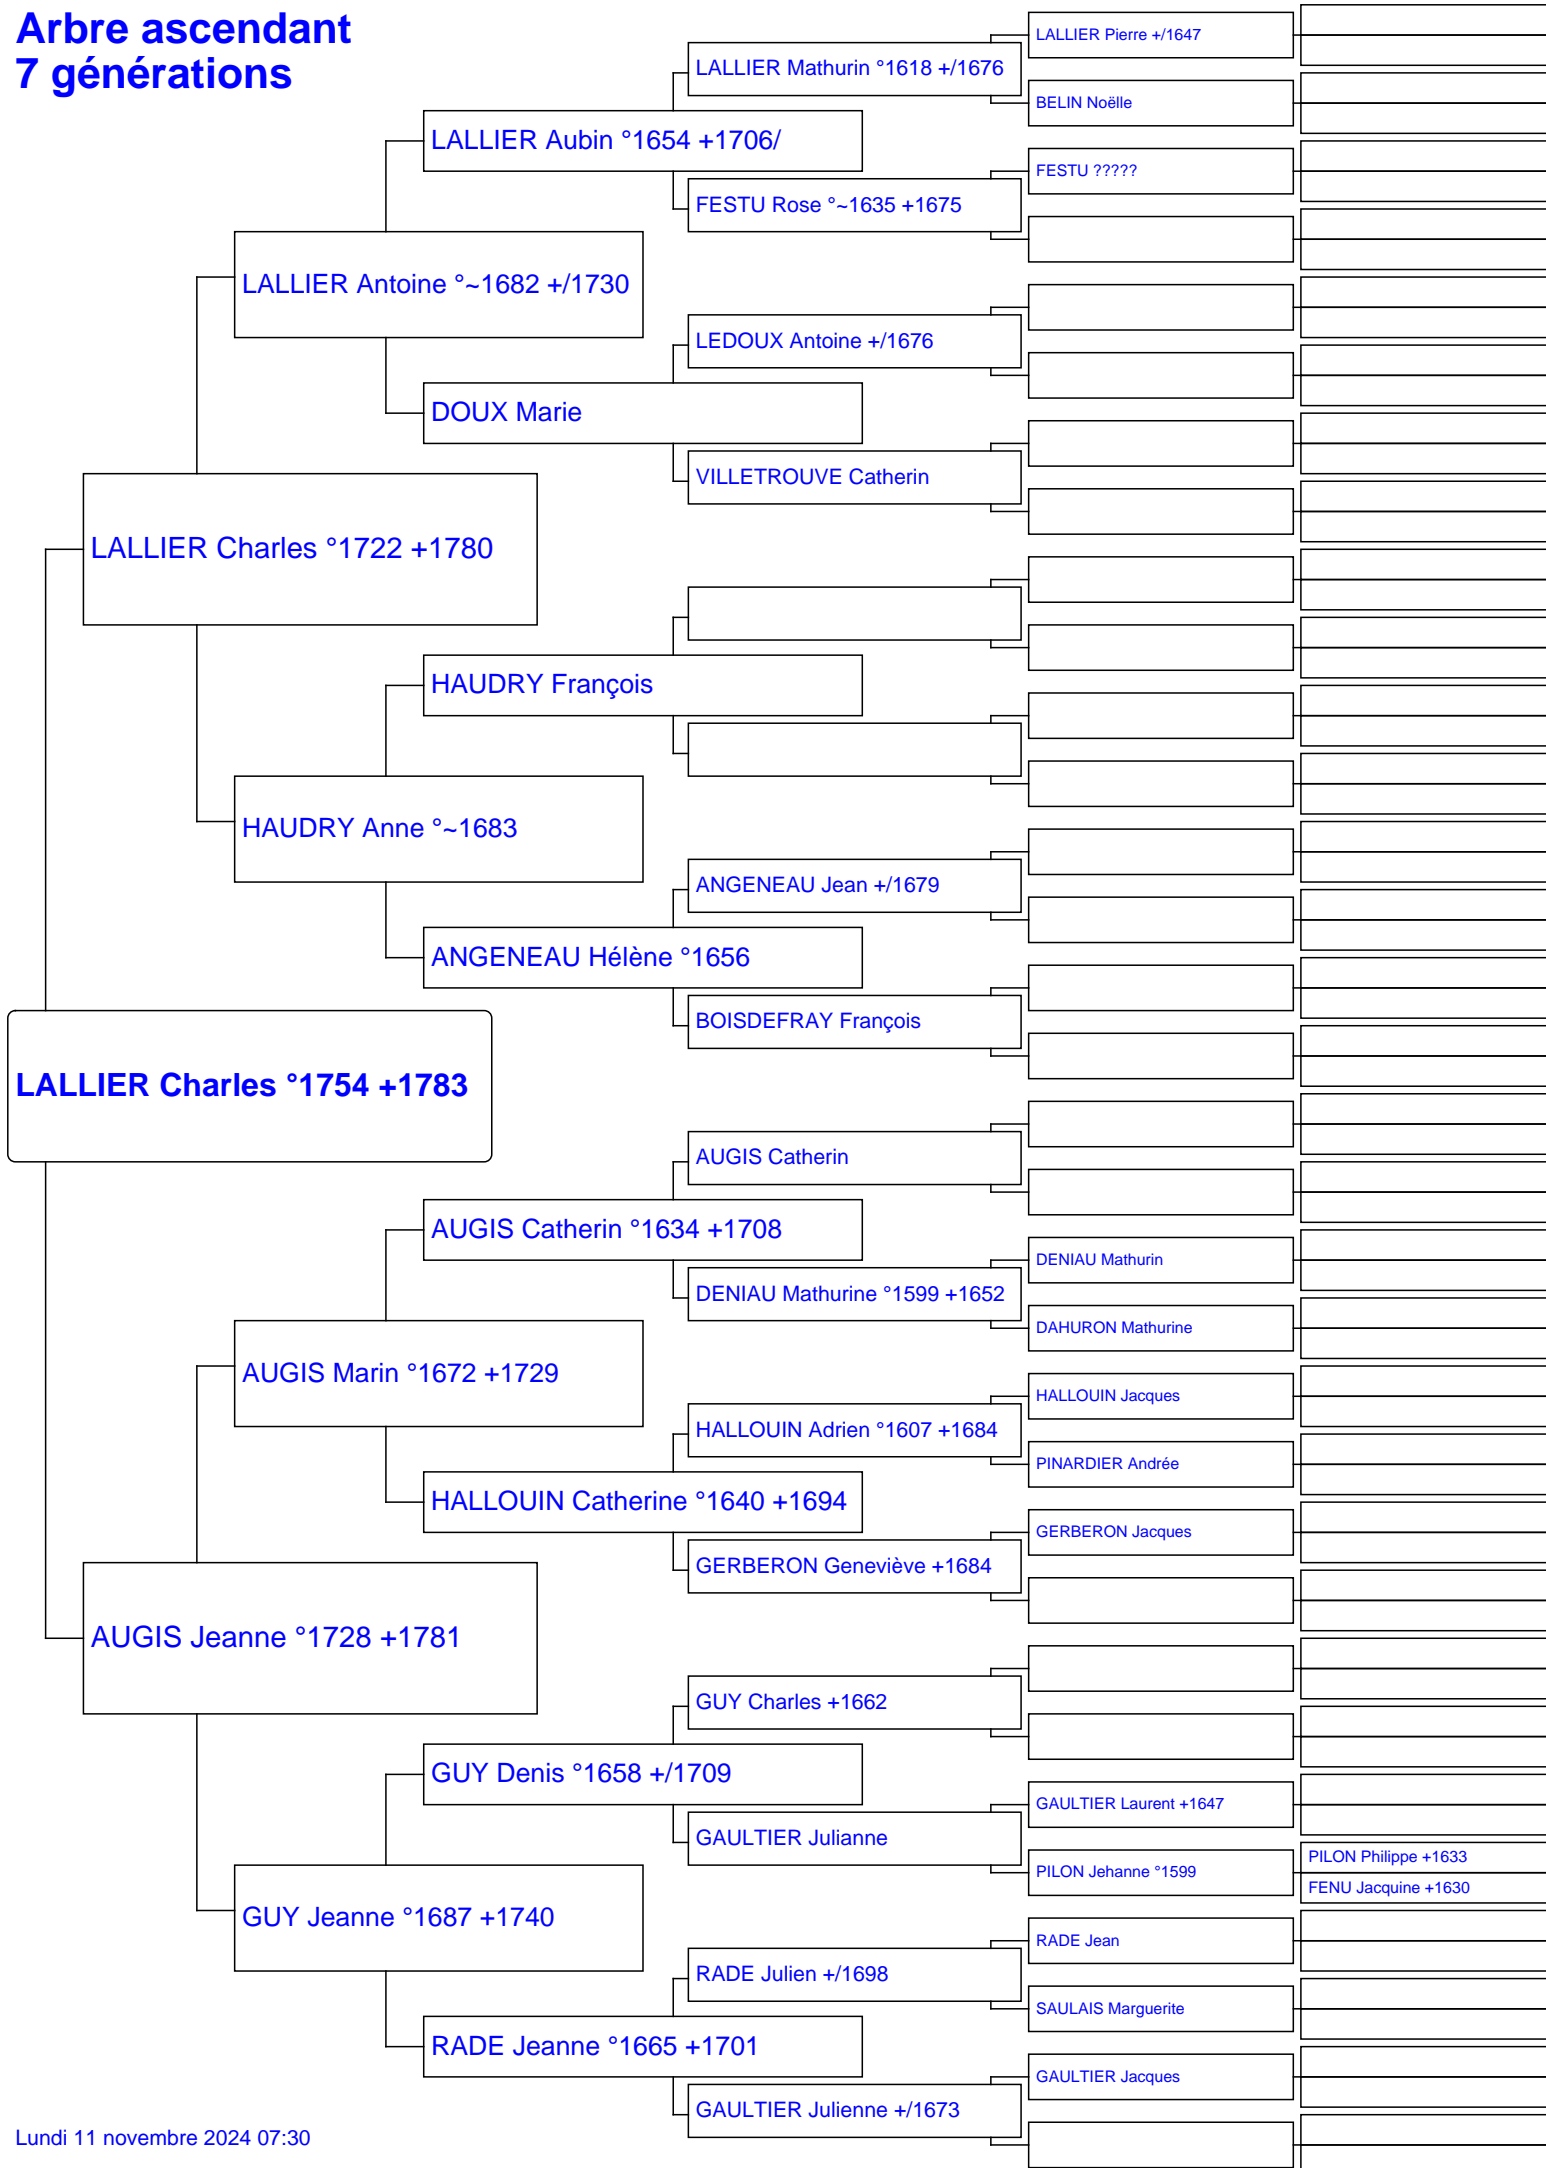 Arbre ascendant
7 générations
LALLIER Pierre +/1647
LALLIER Mathurin °1618 +/1676
BELIN Noëlle
LALLIER Aubin °1654 +1706/
FESTU ?????
FESTU Rose °~1635 +1675
LALLIER Antoine °~1682 +/1730
LEDOUX Antoine +/1676
DOUX Marie
VILLETROUVE Catherin
LALLIER Charles °1722 +1780
HAUDRY François
HAUDRY Anne °~1683
ANGENEAU Jean +/1679
ANGENEAU Hélène °1656
BOISDEFRAY François
LALLIER Charles °1754 +1783
AUGIS Catherin
AUGIS Catherin °1634 +1708
DENIAU Mathurin
DENIAU Mathurine °1599 +1652
DAHURON Mathurine
AUGIS Marin °1672 +1729
HALLOUIN Jacques
HALLOUIN Adrien °1607 +1684
PINARDIER Andrée
HALLOUIN Catherine °1640 +1694
GERBERON Jacques
GERBERON Geneviève +1684
AUGIS Jeanne °1728 +1781
GUY Charles +1662
GUY Denis °1658 +/1709
GAULTIER Laurent +1647
GAULTIER Julianne
PILON Philippe +1633
PILON Jehanne °1599
FENU Jacquine +1630
GUY Jeanne °1687 +1740
RADE Jean
RADE Julien +/1698
SAULAIS Marguerite
RADE Jeanne °1665 +1701
GAULTIER Jacques
GAULTIER Julienne +/1673
Lundi 11 novembre 2024 07:30